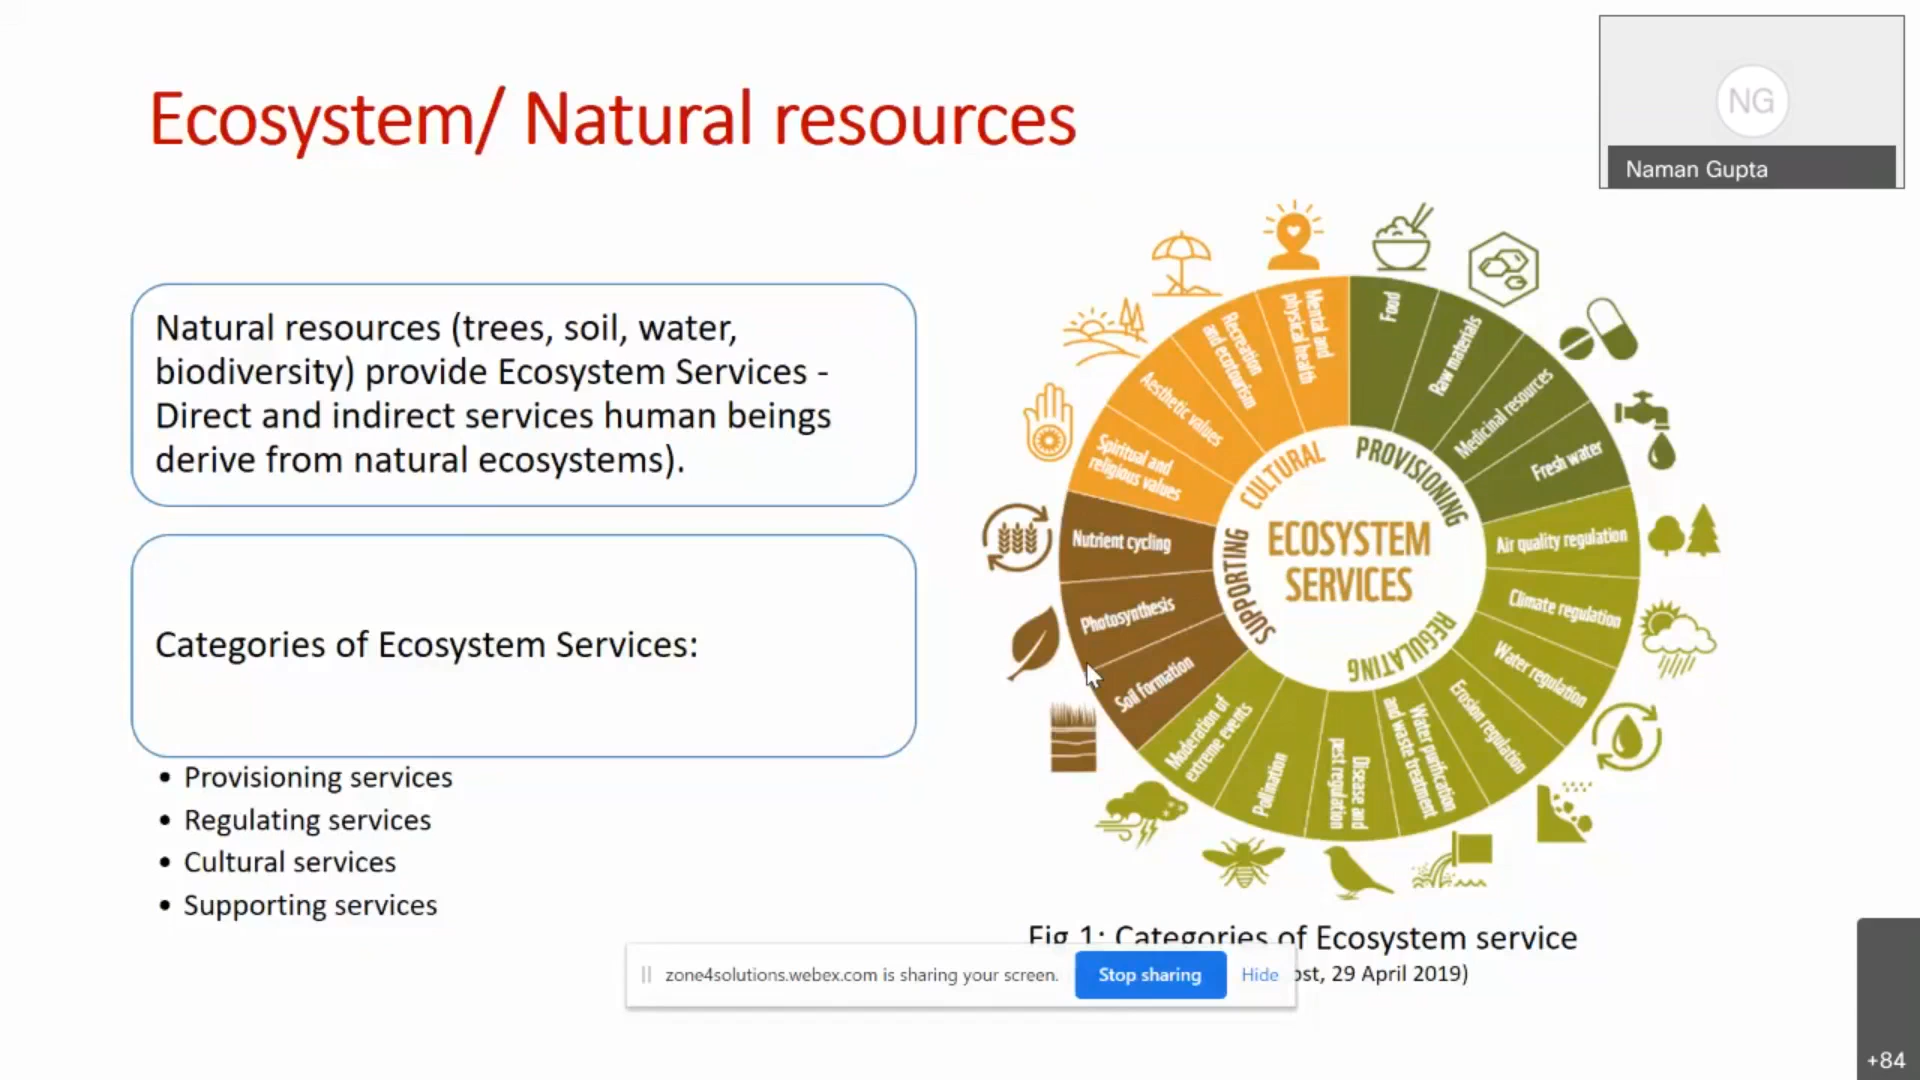 Ecosystem/ Natural resources
NG
Naman Gupta
Natural resources (trees, soil, water,
biodiversity) provide Ecosystem Services -
Direct and indirect services human beings
derive from natural ecosystems).
Categories of Ecosystem Services:
• Provisioning services
• Regulating services
• Cultural services
• Supporting services
ECOSYSTEM
SERVICES
PROVISIONING
Food
Raw materials
Medicinal resources
Fresh water
REGULATING
Air quality regulation
Climate regulation
Water regulation
Erosion regulation
Water purification
and waste treatment
Disease and
pest regulation
Pollination
Moderation of
extreme events
SUPPORTING
Soil formation
Photosynthesis
Nutrient cycling
CULTURAL
Spiritual and
religious values
Aesthetic values
Recreation
and ecotourism
Mental and
physical health
Fig 1: Categories of Ecosystem service
, 29 April 2019)
zone4solutions.webex.com is sharing your screen.
Stop sharing
Hide
+84